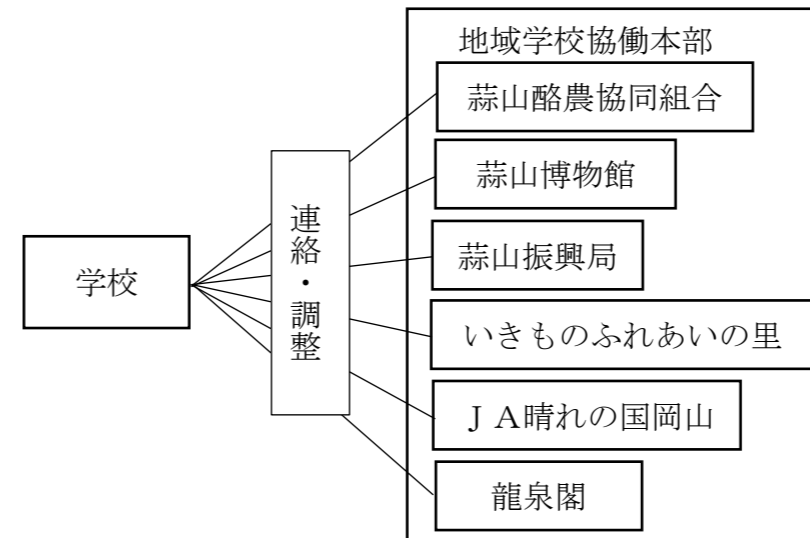 地域学校協働本部
蒜山酪農協同組合
蒜山博物館
連絡・調整
学校
蒜山振興局
いきものふれあいの里
ＪＡ晴れの国岡山
龍泉閣